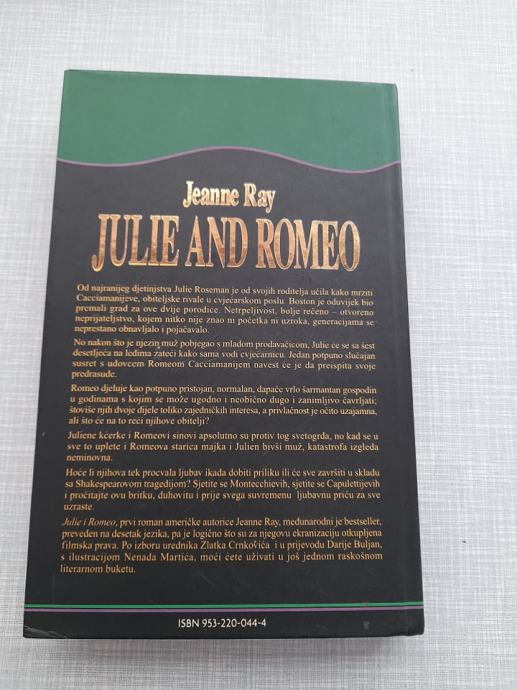 Jeanne Ray
JULIE AND ROMEO
Od najranijeg djetinjstva Julie Roseman je od svojih roditelja učila kako mrziti
Cacciamanijeve, obiteljske rivale u cvjećarskom poslu. Boston je oduvijek bio
premali grad za ove dvije porodice. Netrpeljivost, bolje rečeno – otvoreno
neprijateljstvo, kojem nitko nije znao ni početka ni uzroka, generacijama se
neprestano obnavljalo i pojačavalo.
No nakon što je njezin muž pobjegao s mladom prodavačicom, Julie će se sa šest
desetljeća na leđima zateći kako sama vodi cvjećarnicu. Jedan potpuno slučajan
susret s udovcem Romeom Cacciamanijem navest će je da preispita svoje
predrasude.
Romeo djeluje kao potpuno pristojan, normalan, dapače vrlo šarmantan gospodin
u godinama s kojim se može ugodno i neobično dugo i zanimljivo čavrljati;
štoviše njih dvoje dijele toliko zajedničkih interesa, a privlačnost je očito uzajamna,
ali što će na to reći njihove obitelji?
Juliene kćerke i Romeovi sinovi apsolutno su protiv tog svetogrđa, no kad se u
sve to uplete i Romeova starica majka i Julien bivši muž, katastrofa izgleda
neminovna.
Hoće li njihova tek procvala ljubav ikada dobiti priliku ili će sve završiti u skladu
sa Shakespearovom tragedijom? Sjetite se Montecchievih, sjetite se Capulettijevih
i pročitajte ovu britku, duhovitu i prije svega suvremenu ljubavnu priču za sve
uzraste.
Julie i Romeo, prvi roman američke autorice Jeanne Ray, međunarodni je bestseller,
preveden na desetak jezika, pa je logično što su za njegovu ekranizaciju otkupljena
filmska prava. Po izboru urednika Zlatka Crnkovića i u prijevodu Darije Buljan,
s ilustracijom Nenada Martića, moći ćete uživati u još jednom raskošnom
literarnom buketu.
ISBN 953-220-044-4